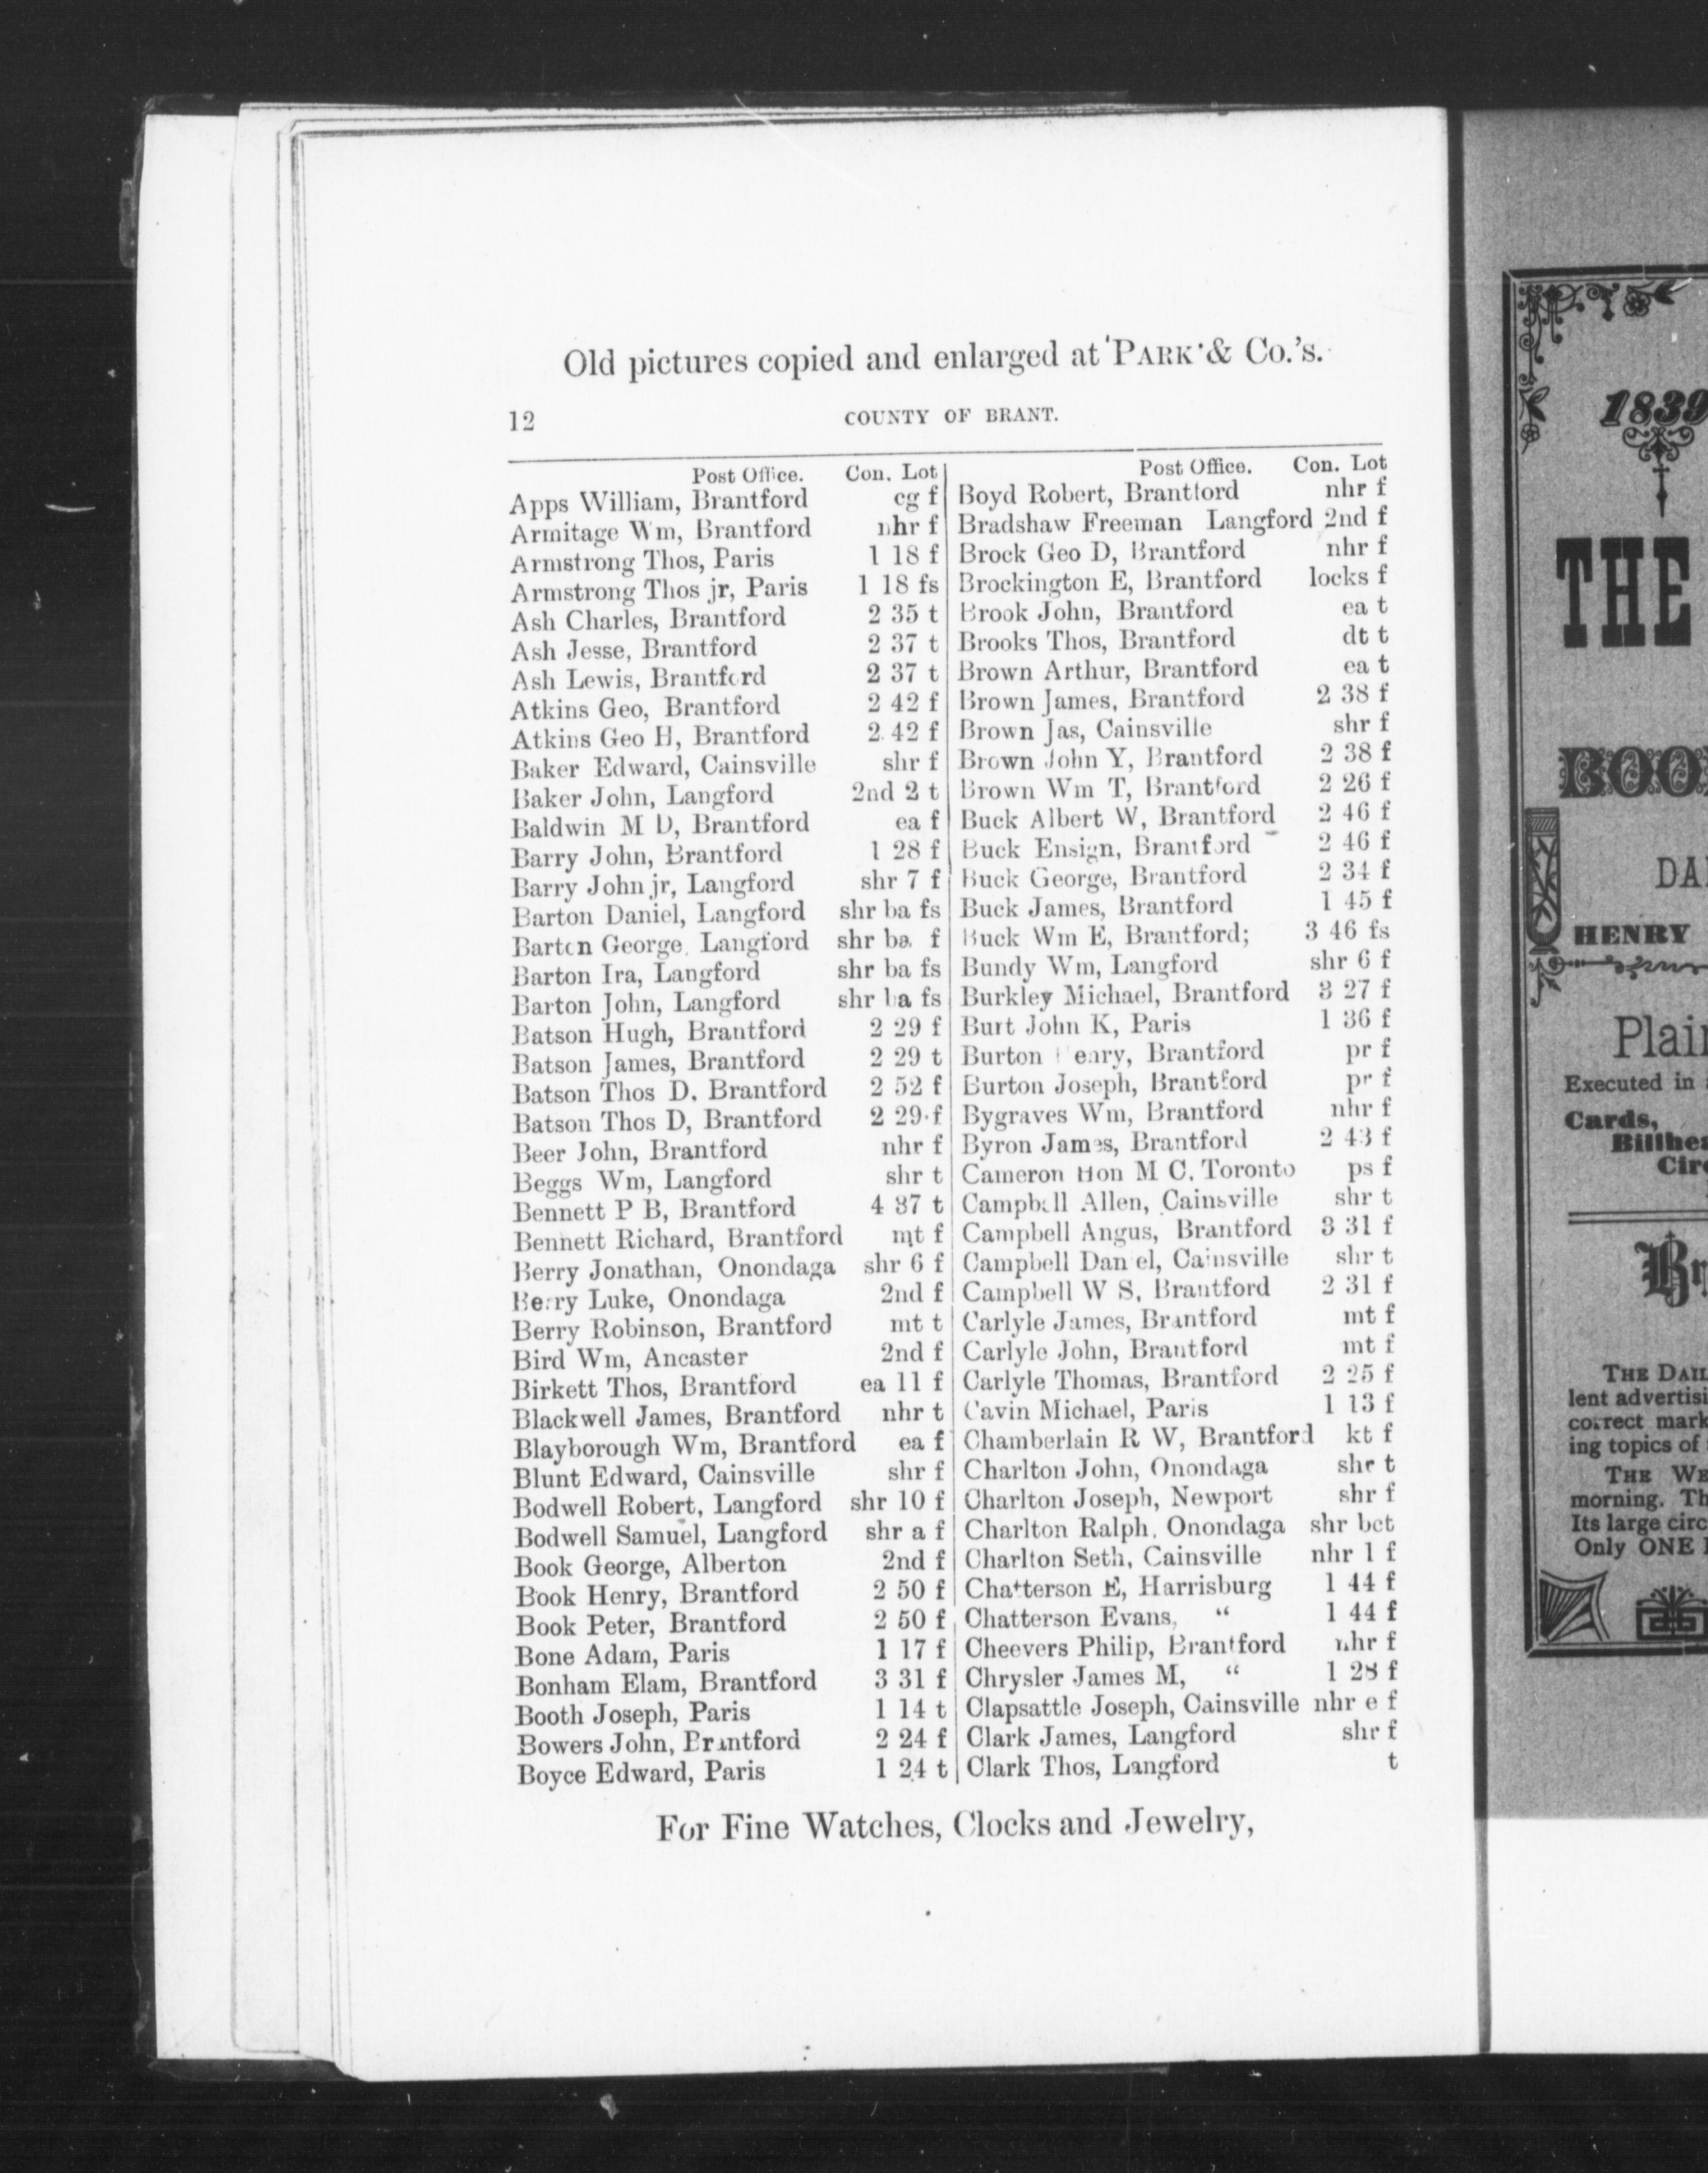 Old pictures copied and enlarged at PARK & Co.'s.
12 COUNTY OF BRANT.
Post Office. Con. Lot
Apps William, Brantford cg f
Armitage Wm, Brantford nhr f
Armstrong Thos, Paris 1 18 f
Armstrong Thos jr, Paris 1 18 fs
Ash Charles, Brantford 2 35 t
Ash Jesse, Brantford 2 37 t
Ash Lewis, Brantford 2 37 t
Atkins Geo, Brantford 2 42 f
Atkins Geo H, Brantford 2 42 f
Baker Edward, Cainsville shr f
Baker John, Langford 2nd 2 t
Baldwin M D, Brantford ea f
Barry John, Brantford 1 28 f
Barry John jr, Langford shr 7 f
Barton Daniel, Langford shr ba fs
Barton George, Langford shr ba f
Barton Ira, Langford shr ba fs
Barton John, Langford shr ba fs
Batson Hugh, Brantford 2 29 f
Batson James, Brantford 2 29 t
Batson Thos D, Brantford 2 52 f
Batson Thos D, Brantford 2 29 f
Beer John, Brantford nhr f
Beggs Wm, Langford shr t
Bennett P B, Brantford 4 37 t
Bennett Richard, Brantford mt f
Berry Jonathan, Onondaga shr 6 f
Berry Luke, Onondaga 2nd f
Berry Robinson, Brantford mt t
Bird Wm, Ancaster 2nd f
Birkett Thos, Brantford ea 11 f
Blackwell James, Brantford nhr t
Blayborough Wm, Brantford ea f
Blunt Edward, Cainsville shr f
Bodwell Robert, Langford shr 10 f
Bodwell Samuel, Langford shr a f
Book George, Alberton 2nd f
Book Henry, Brantford 2 50 f
Book Peter, Brantford 2 50 f
Bone Adam, Paris 1 17 f
Bonham Elam, Brantford 3 31 f
Booth Joseph, Paris 1 14 t
Bowers John, Brantford 2 24 f
Boyce Edward, Paris 1 24 t
Post Office. Con. Lot
Boyd Robert, Brantford nhr f
Bradshaw Freeman Langford 2nd f
Brock Geo D, Brantford nhr f
Brockington E, Brantford locks f
Brook John, Brantford ea t
Brooks Thos, Brantford dt t
Brown Arthur, Brantford ea t
Brown James, Brantford 2 38 f
Brown Jas, Cainsville shr f
Brown John Y, Brantford 2 38 f
Brown Wm T, Brantford 2 26 f
Buck Albert W, Brantford 2 46 f
Buck Ensign, Brantford 2 46 f
Buck George, Brantford 2 34 f
Buck James, Brantford 1 45 f
Buck Wm E, Brantford; 3 46 fs
Bundy Wm, Langford shr 6 f
Burkley Michael, Brantford 3 27 f
Burt John K, Paris 1 36 f
Burton Henry, Brantford pr f
Burton Joseph, Brantford pr f
Bygraves Wm, Brantford nhr f
Byron James, Brantford 2 43 f
Cameron Hon M C, Toronto ps f
Campbell Allen, Cainsville shr t
Campbell Angus, Brantford 3 31 f
Campbell Daniel, Cainsville shr t
Campbell W S, Brantford 2 31 f
Carlyle James, Brantford mt f
Carlyle John, Brantford mt f
Carlyle Thomas, Brantford 2 25 f
Cavin Michael, Paris 1 13 f
Chamberlain R W, Brantford kt f
Charlton John, Onondaga shr t
Charlton Joseph, Newport shr f
Charlton Ralph, Onondaga shr bct
Charlton Seth, Cainsville nhr 1 f
Chatterson E, Harrisburg 1 44 f
Chatterson Evans, “ 1 44 f
Cheevers Philip, Brantford nhr f
Chrysler James M, “ 1 28 f
Clapsattle Joseph, Cainsville nhr e f
Clark James, Langford shr f
Clark Thos, Langford t
For Fine Watches, Clocks and Jewelry,
1839
THE
BOO
DA
HENRY
Plain
Executed in
Cards,
Billhea
Circ
Br
THE DAIL
lent advertisi
correct mark
ing topics of
THE WE
morning. Th
Its large circ
Only ONE